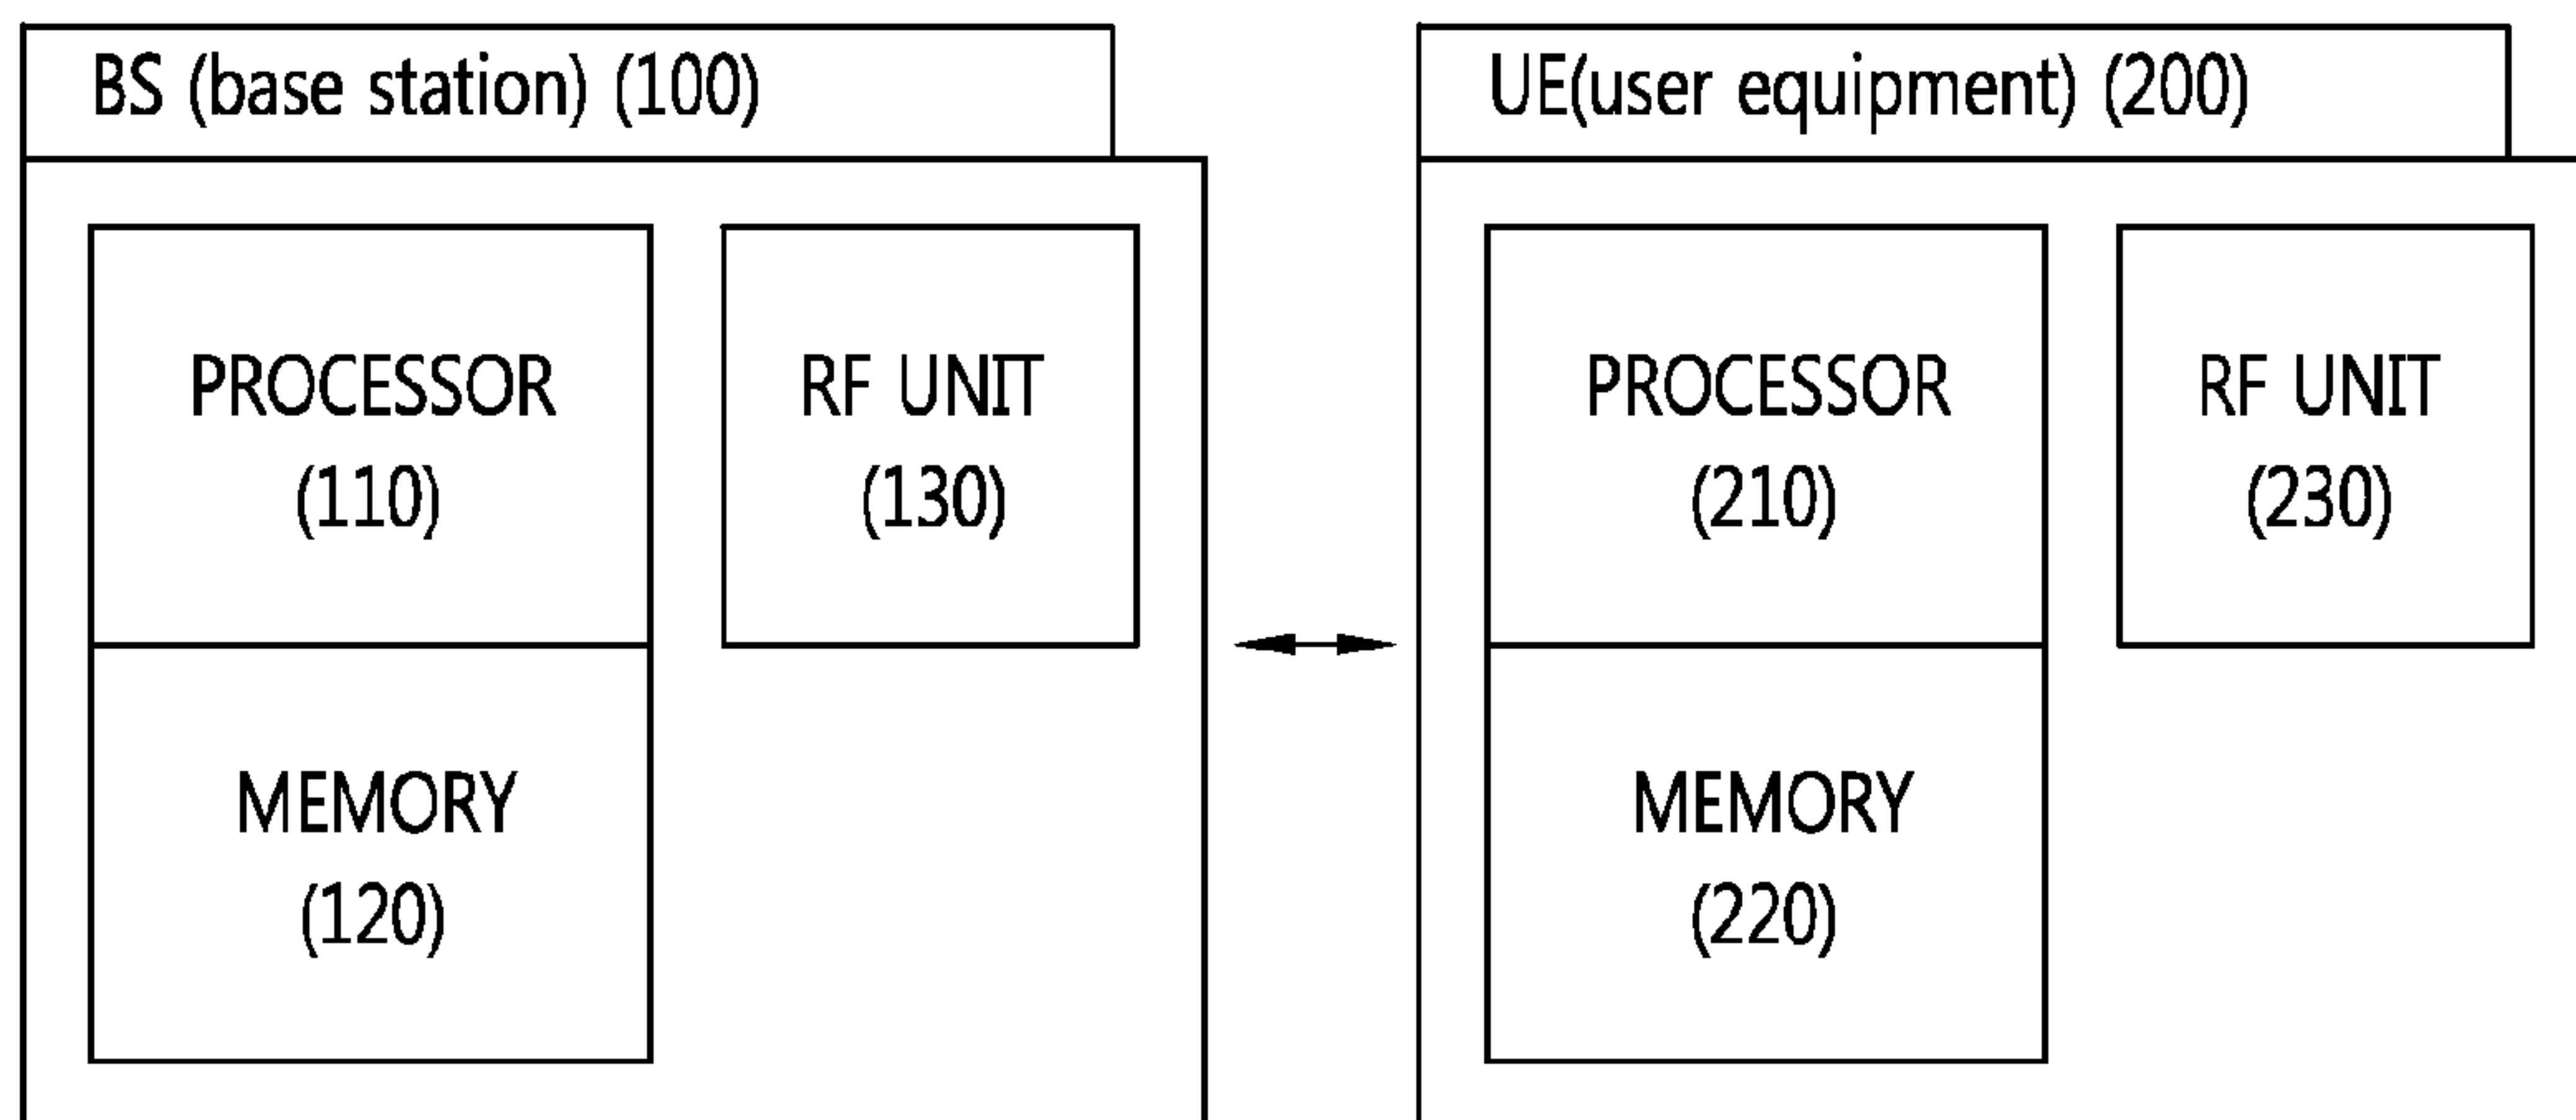 BS (base station) (100)
PROCESSOR
(110)
RF UNIT
(130)
MEMORY
(120)
UE(user equipment) (200)
PROCESSOR
(210)
RF UNIT
(230)
MEMORY
(220)